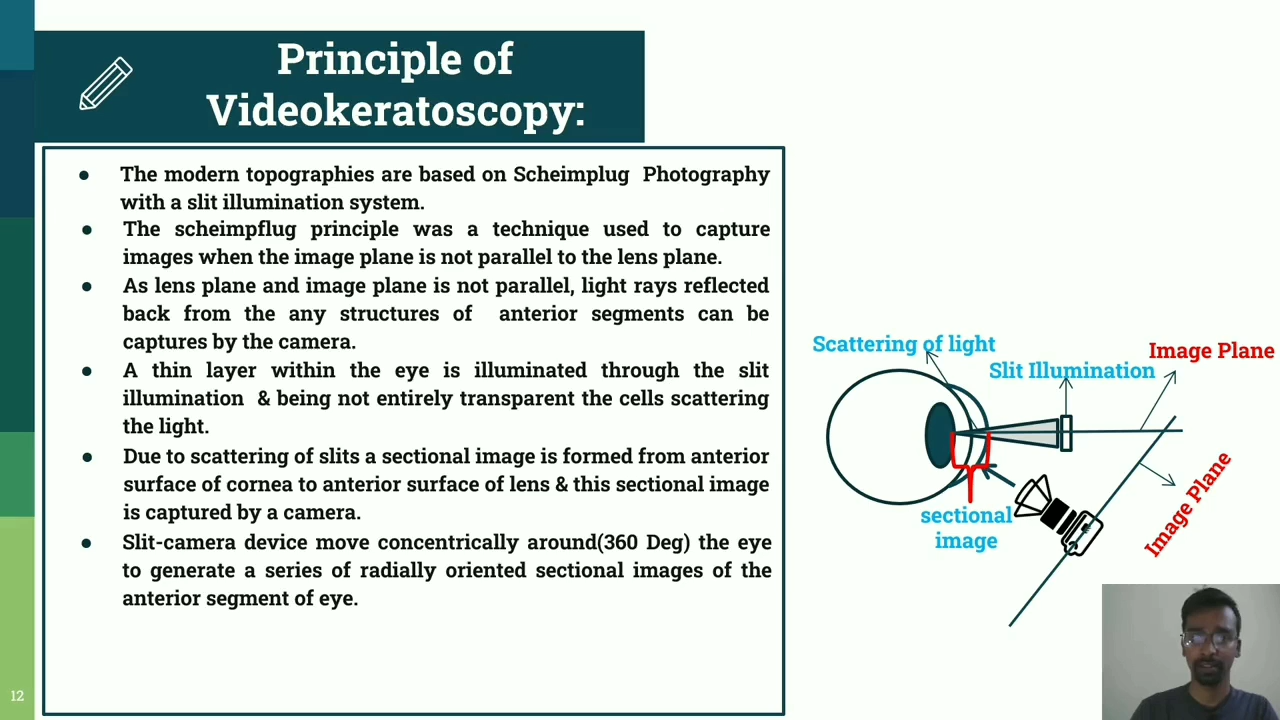 Principle of
Videokeratoscopy:
● The modern topographies are based on Scheimplug Photography
with a slit illumination system.
● The scheimpflug principle was a technique used to capture
images when the image plane is not parallel to the lens plane.
● As lens plane and image plane is not parallel, light rays reflected
back from the any structures of anterior segments can be
captures by the camera.
● A thin layer within the eye is illuminated through the slit
illumination & being not entirely transparent the cells scattering
the light.
● Due to scattering of slits a sectional image is formed from anterior
surface of cornea to anterior surface of lens & this sectional image
is captured by a camera.
● Slit-camera device move concentrically around(360 Deg) the eye
to generate a series of radially oriented sectional images of the
anterior segment of eye.
Scattering of light
Image Plane
Slit Illumination
Image Plane
sectional
image
12